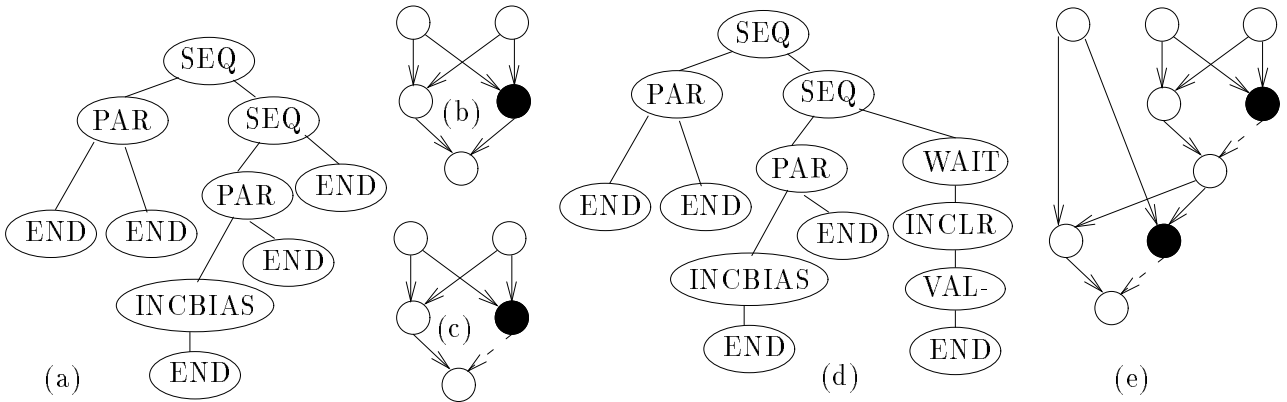 SEQ
PAR
SEQ
PAR
END
END
END
END
INCBIAS
END
(a)
(b)
(c)
SEQ
PAR
SEQ
PAR
WAIT
END
END
END
INCLR
INCBIAS
VAL-
END
END
(d)
(e)